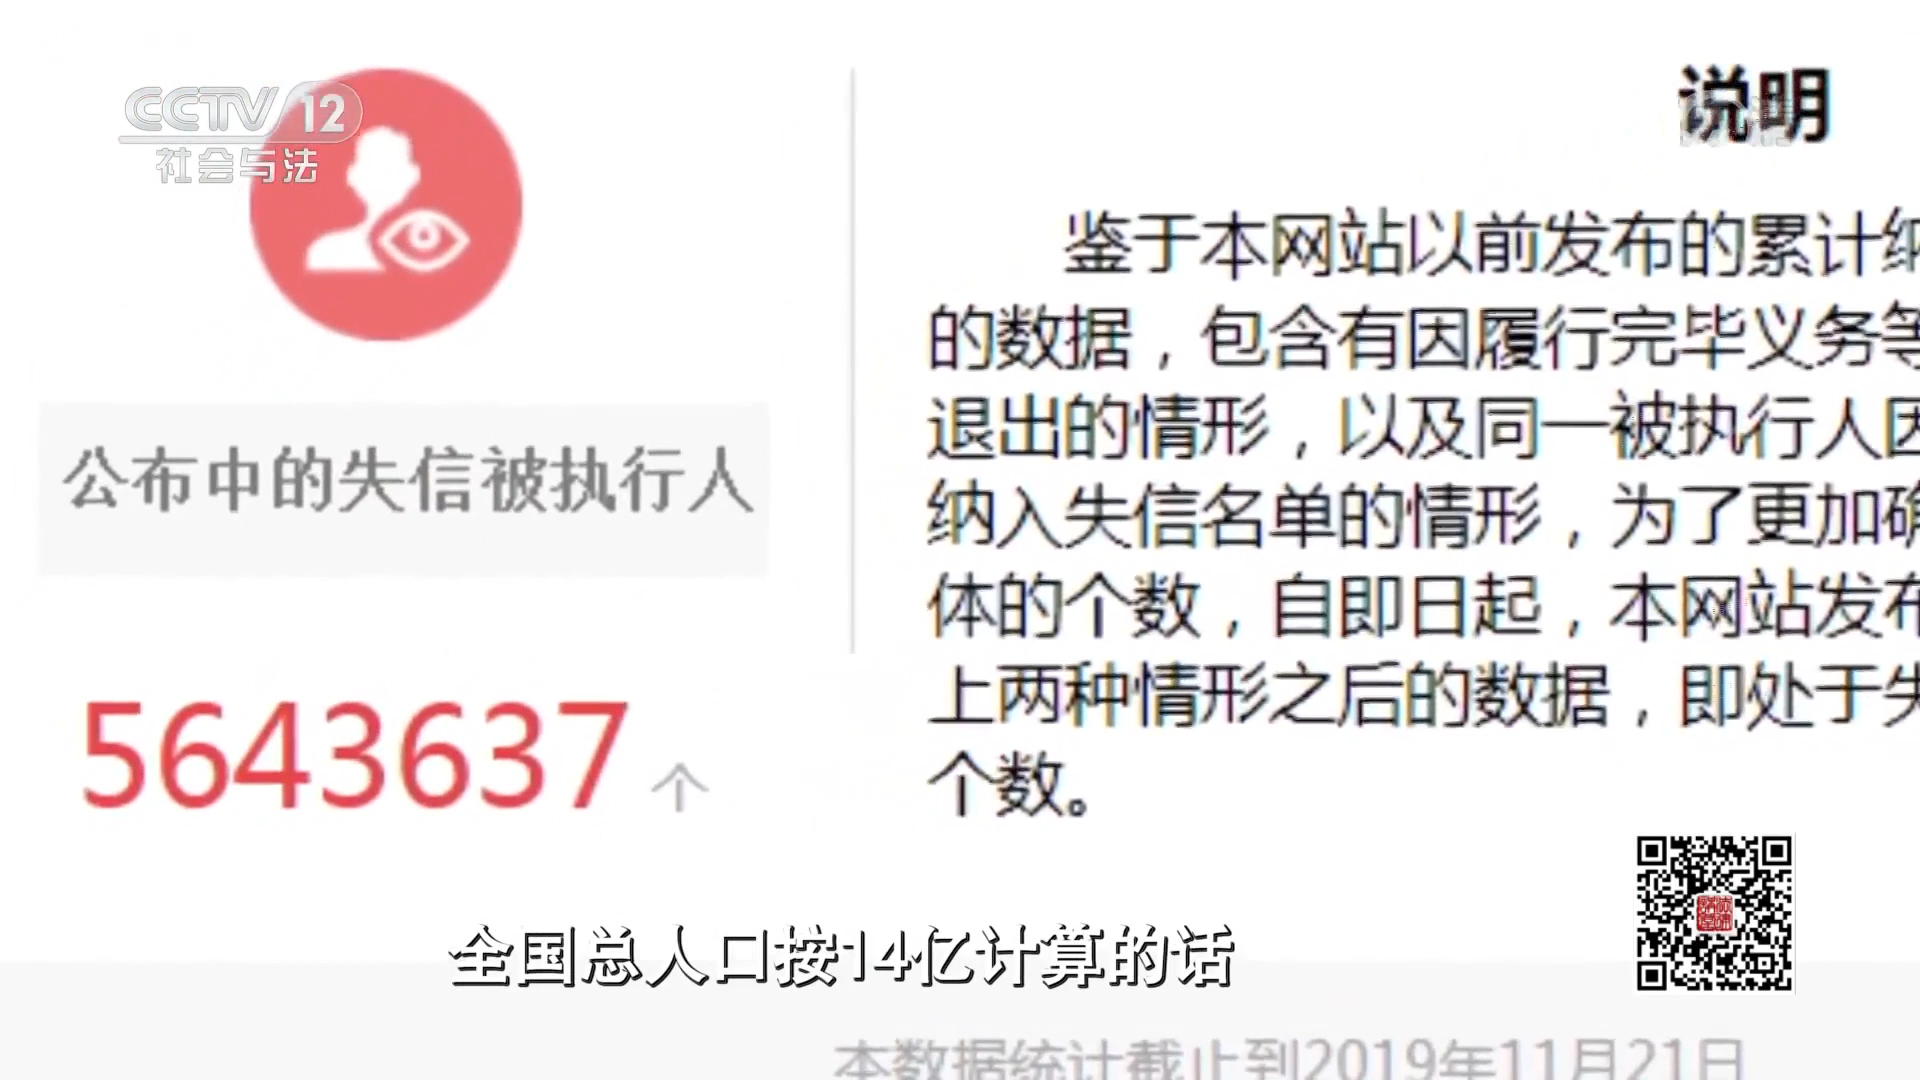 CCTV 12
社会与法
公布中的失信被执行人
5643637 个
说明
鉴于本网站以前发布的累计纳
的数据，包含有因履行完毕义务等
退出的情形，以及同一被执行人因
纳入失信名单的情形，为了更加确
体的个数，自即日起，本网站发布
上两种情形之后的数据，即处于失
个数。
全国总人口按14亿计算的话
本数据统计截止到2019年11月21日